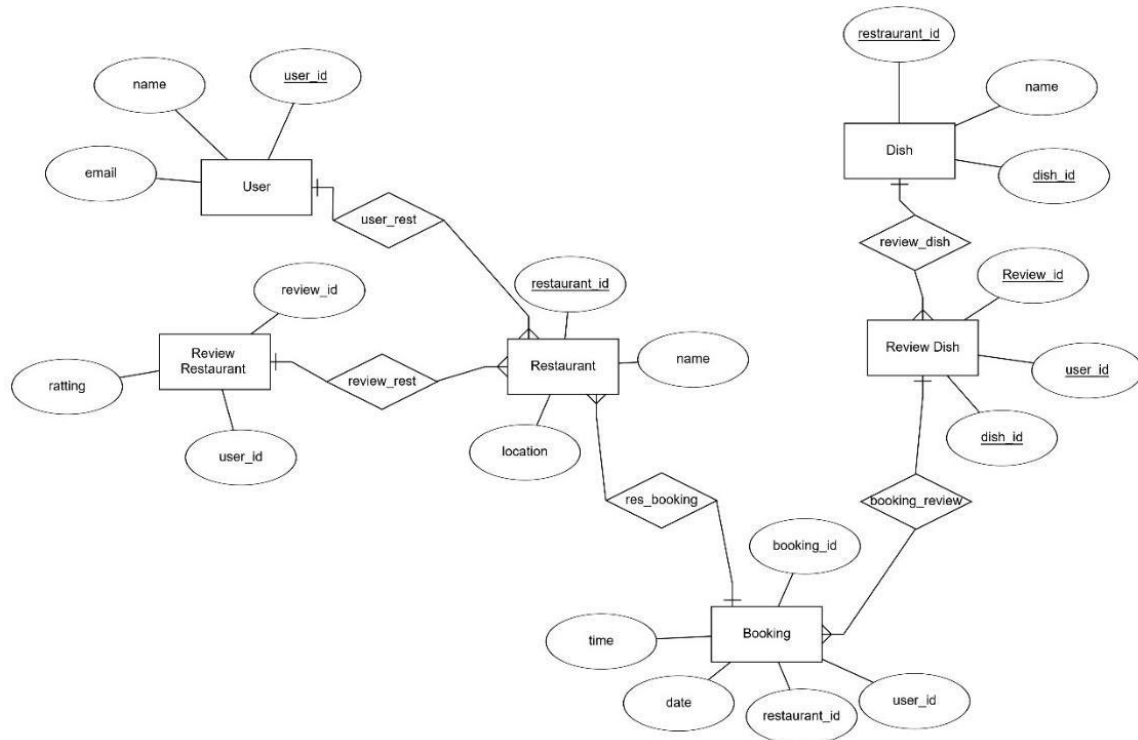 restraurant_id
user_id
name
name
Dish
email
User
dish_id
user_rest
review_dish
restaurant_id
Review_id
review_id
Review
Restaurant
name
Restaurant
Review Dish
ratting
review_rest
user_id
user_id
location
dish_id
res_booking
booking_review
booking_id
time
Booking
date
restaurant_id
user_id